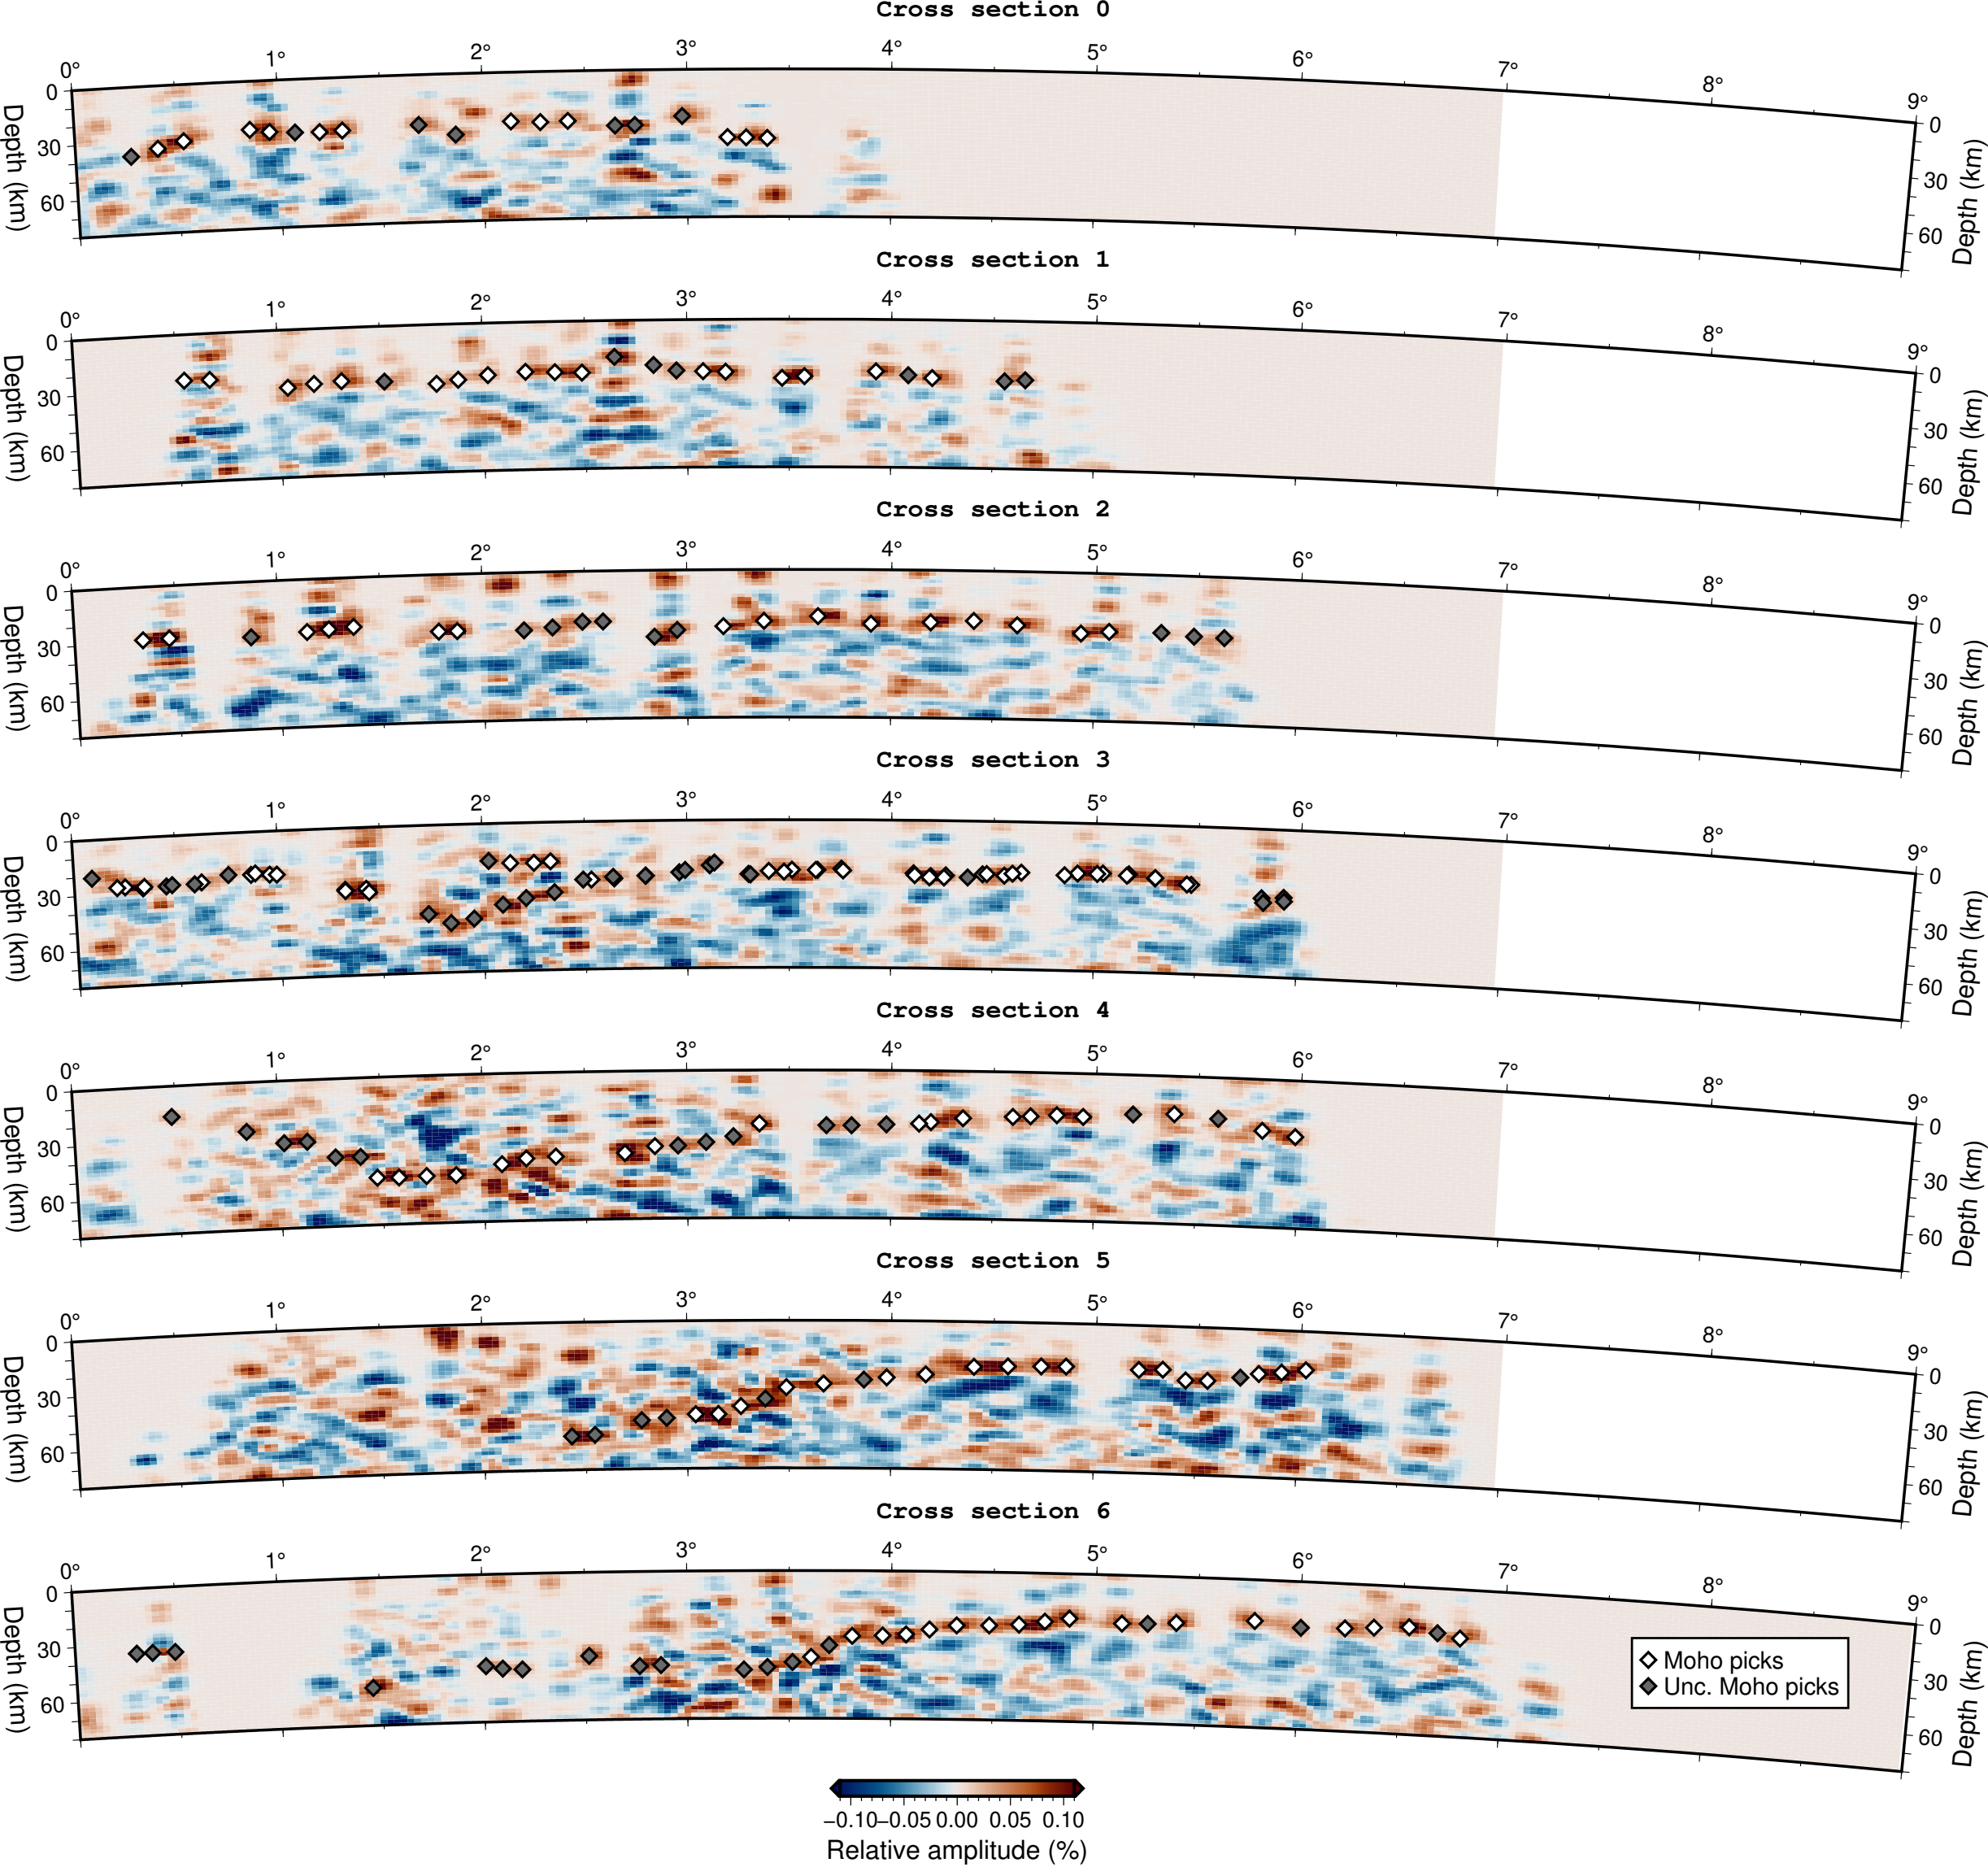 Cross section 0
0° 1° 2° 3° 4° 5° 6° 7° 8° 9°
0 30 60 Depth (km)
0 30 60 Depth (km)
Cross section 1
0° 1° 2° 3° 4° 5° 6° 7° 8° 9°
0 30 60 Depth (km)
0 30 60 Depth (km)
Cross section 2
0° 1° 2° 3° 4° 5° 6° 7° 8° 9°
0 30 60 Depth (km)
0 30 60 Depth (km)
Cross section 3
0° 1° 2° 3° 4° 5° 6° 7° 8° 9°
0 30 60 Depth (km)
0 30 60 Depth (km)
Cross section 4
0° 1° 2° 3° 4° 5° 6° 7° 8° 9°
0 30 60 Depth (km)
0 30 60 Depth (km)
Cross section 5
0° 1° 2° 3° 4° 5° 6° 7° 8° 9°
0 30 60 Depth (km)
0 30 60 Depth (km)
Cross section 6
0° 1° 2° 3° 4° 5° 6° 7° 8° 9°
0 30 60 Depth (km)
0 30 60 Depth (km)
Moho picks
Unc. Moho picks
−0.10 −0.05 0.00 0.05 0.10
Relative amplitude (%)